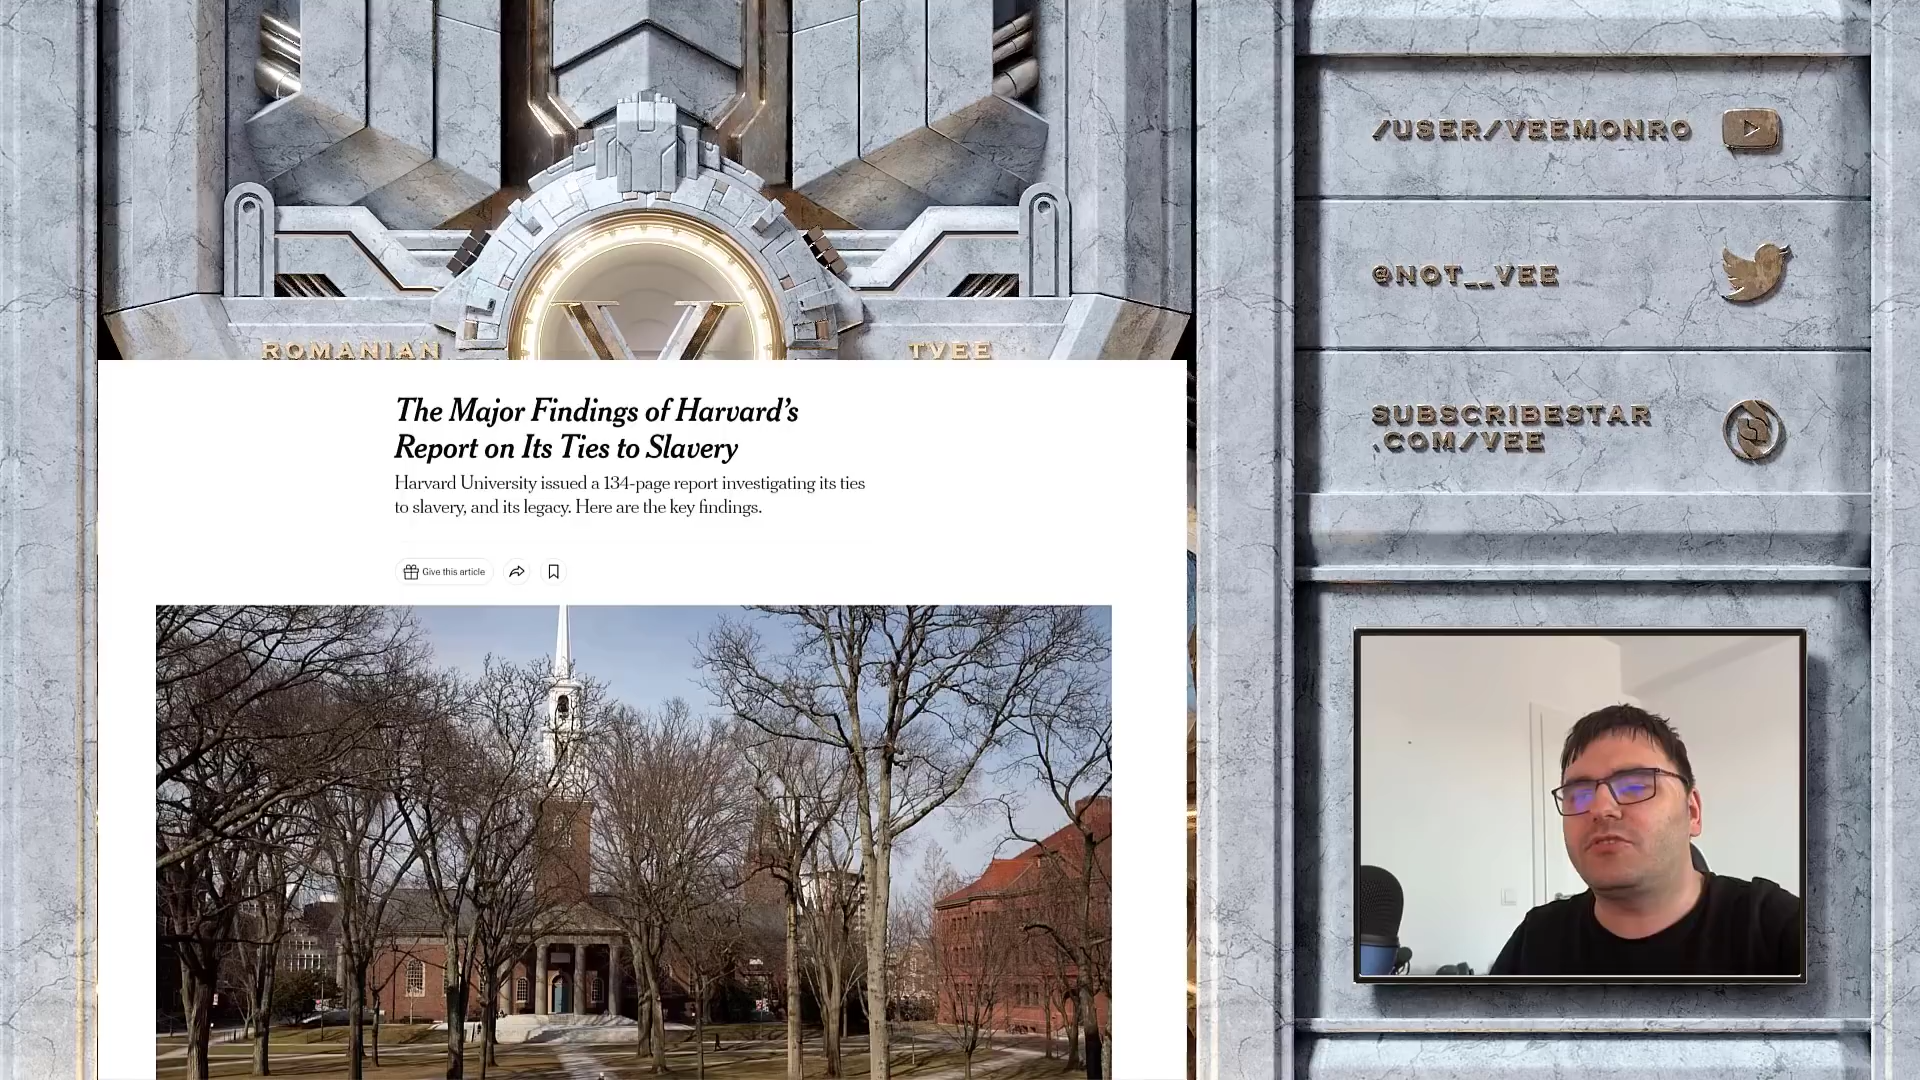 ROMANIAN
TVEE
The Major Findings of Harvard's
Report on Its Ties to Slavery
Harvard University issued a 134-page report investigating its ties
to slavery, and its legacy. Here are the key findings.
Give this article
/USER/VEEMONRO
@NOT__VEE
SUBSCRIBESTAR
.COM/VEE